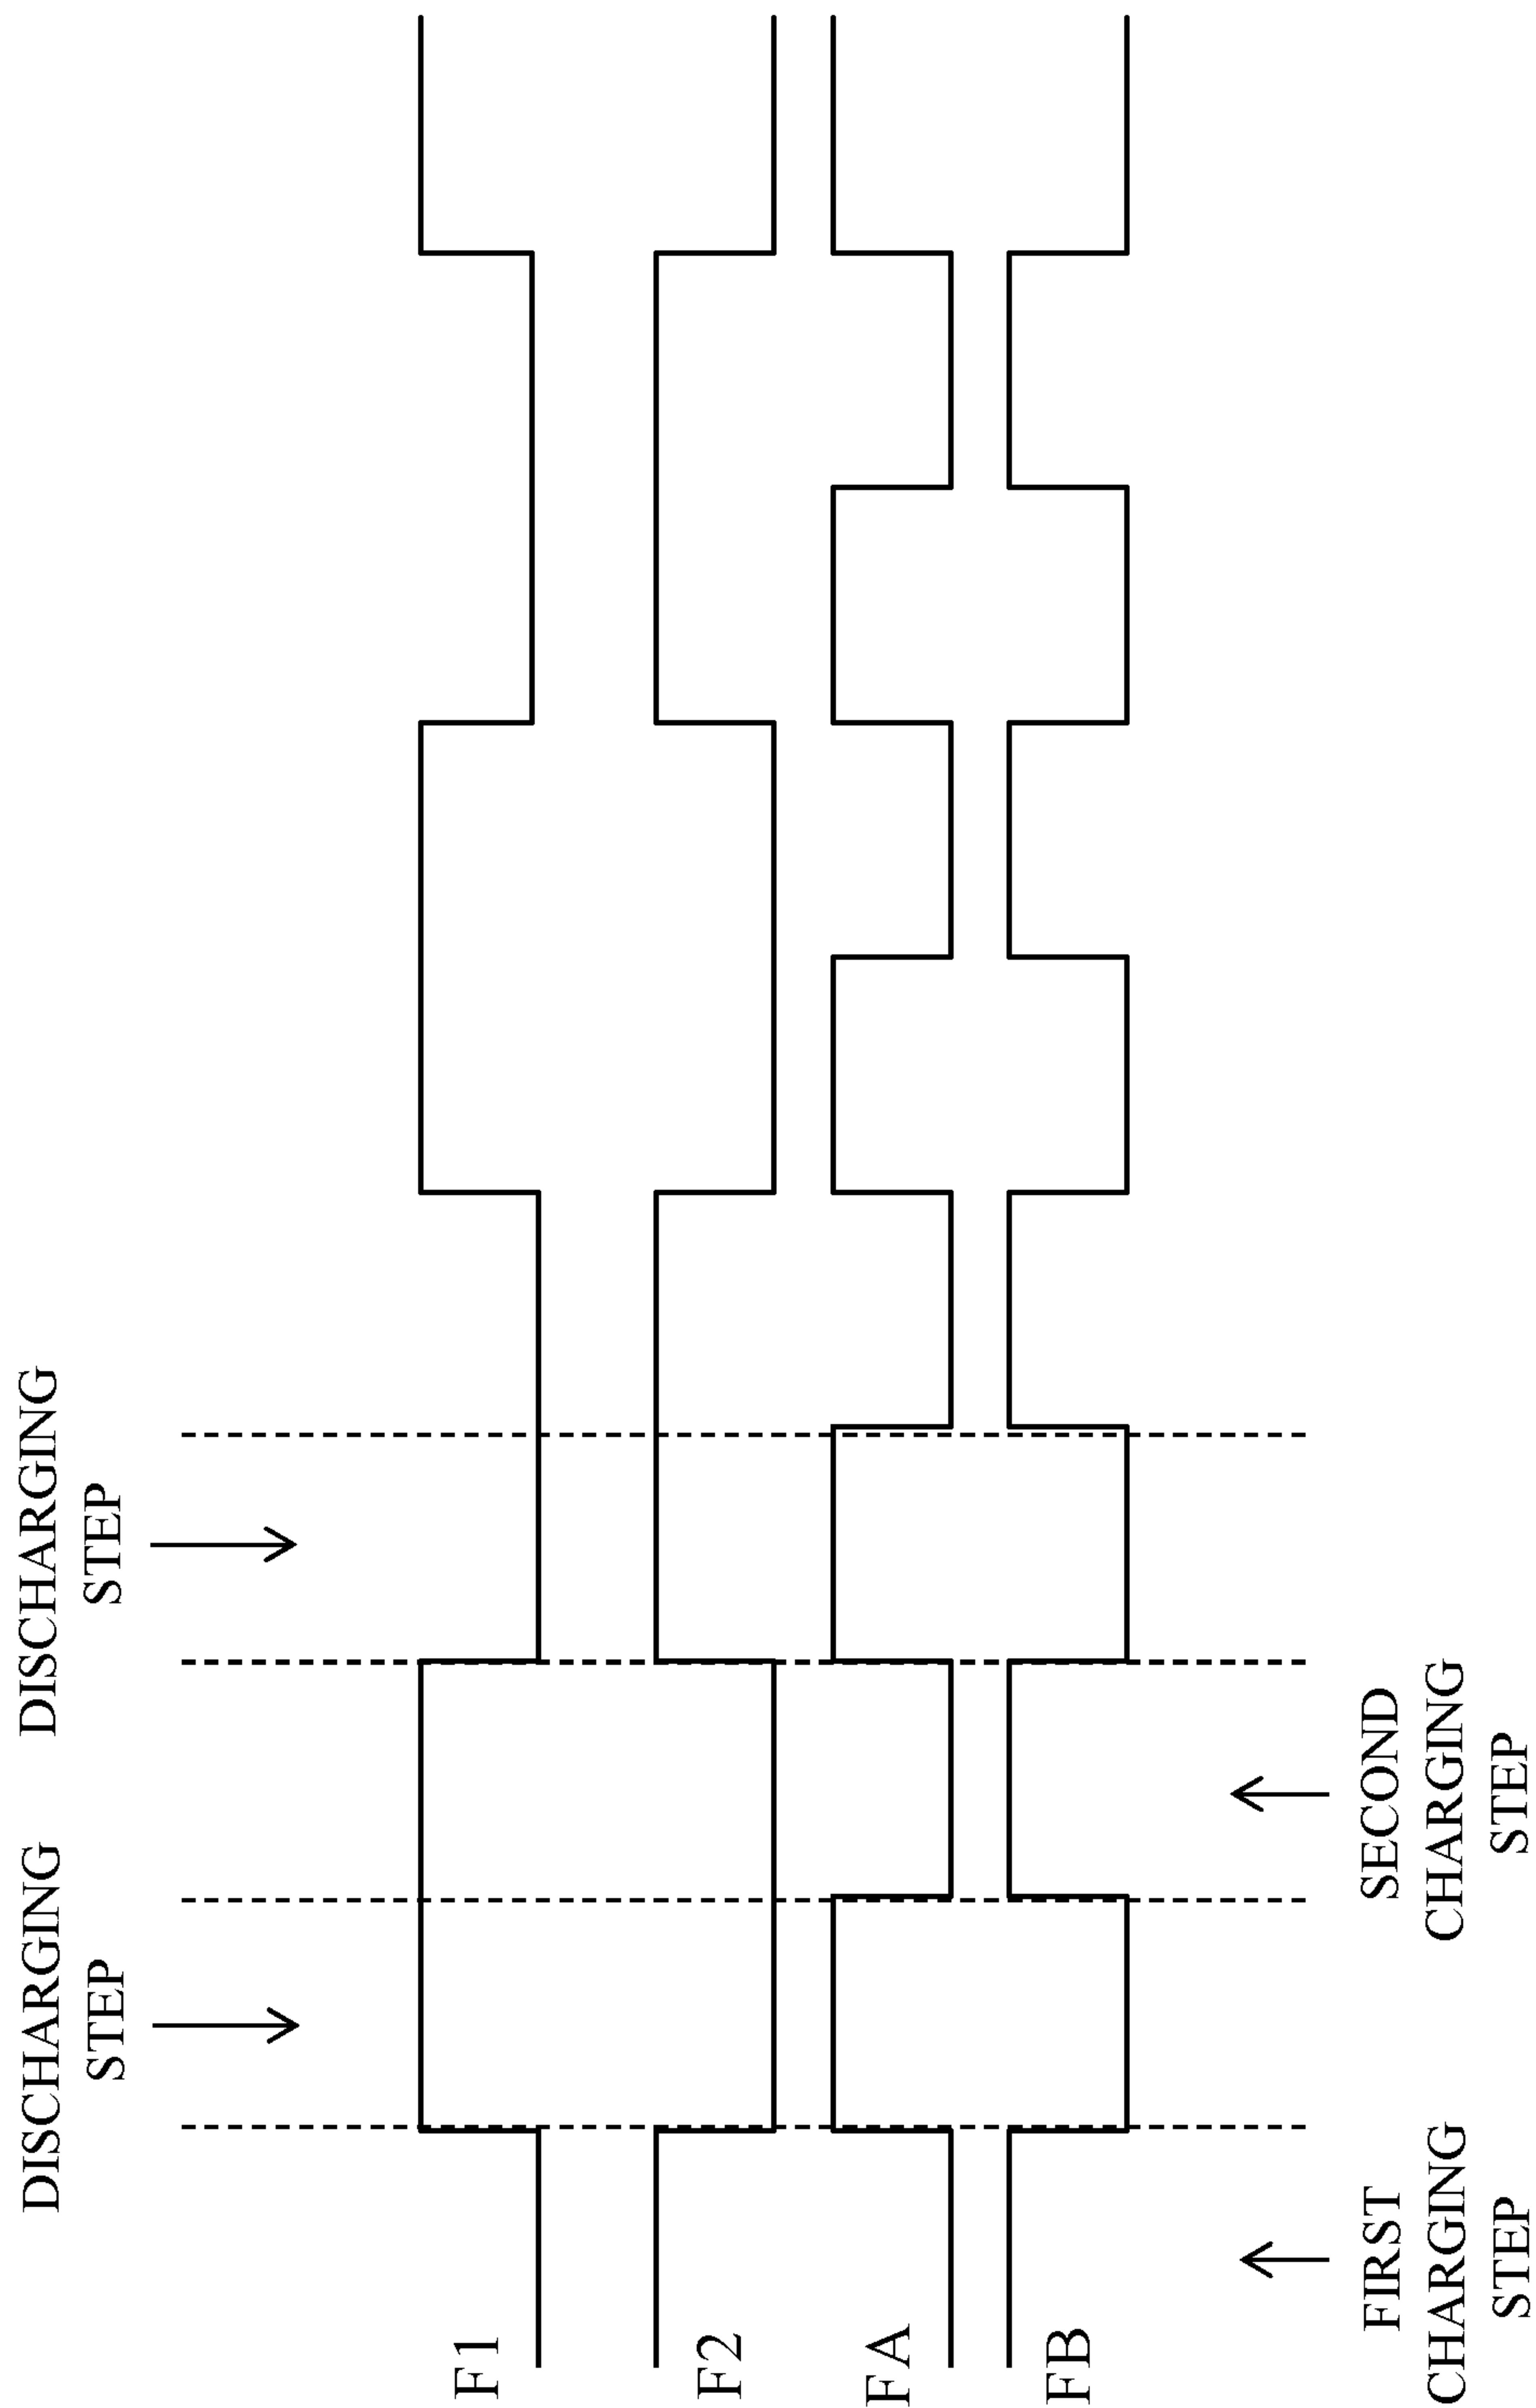 DISCHARGING
STEP
DISCHARGING
STEP
F1
F2
FA
FB
FIRST
CHARGING
STEP
SECOND
CHARGING
STEP